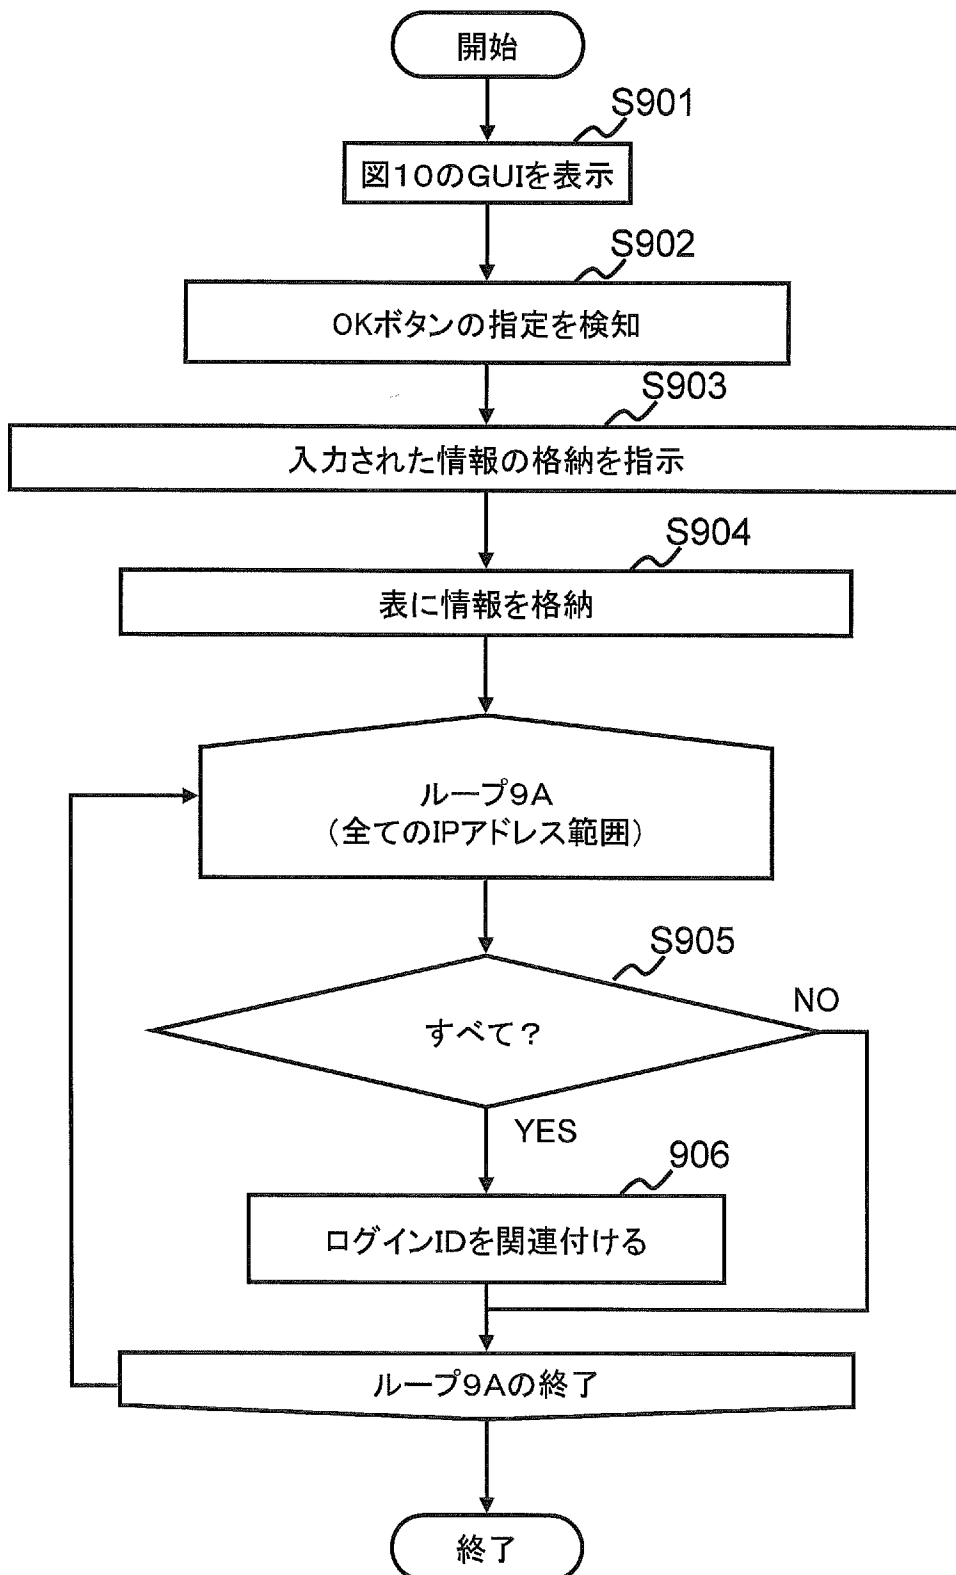 開始
S901
図10のGUIを表示
S902
OKボタンの指定を検知
S903
入力された情報の格納を指示
S904
表に情報を格納
ループ9A
(全てのIPアドレス範囲)
S905
NO
すべて?
YES
906
ログインIDを関連付ける
ループ9Aの終了
終了